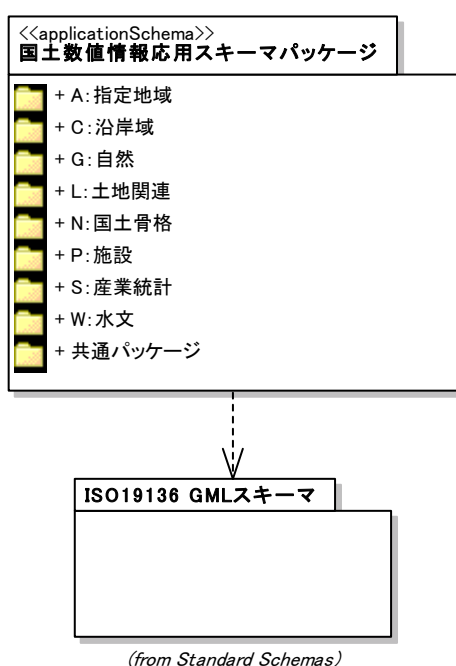 <<applicationSchema>>
国土数値情報応用スキーマパッケージ
+ A:指定地域
+ C:沿岸域
+ G:自然
+ L:土地関連
+ N:国土骨格
+ P:施設
+ S:産業統計
+ W:水文
+ 共通パッケージ
ISO19136 GMLスキーマ
(from Standard Schemas)